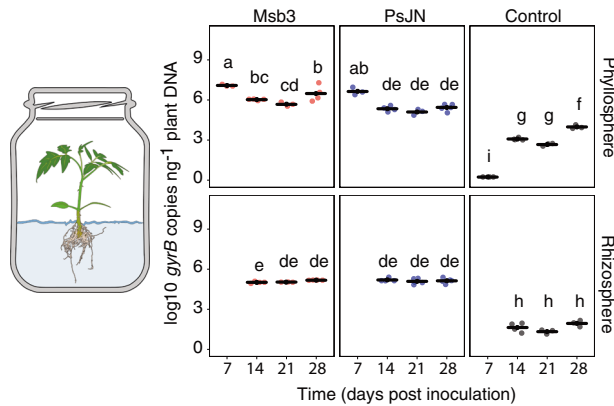 Msb3 PsJN Control
log10 gyrB copies ng⁻¹ plant DNA
9
6
3
0
a bc cd b
ab de de de
i g g f
Phyllosphere
9
6
3
0
e de de
de de de
h h h
Rhizosphere
7 14 21 28 7 14 21 28 7 14 21 28
Time (days post inoculation)